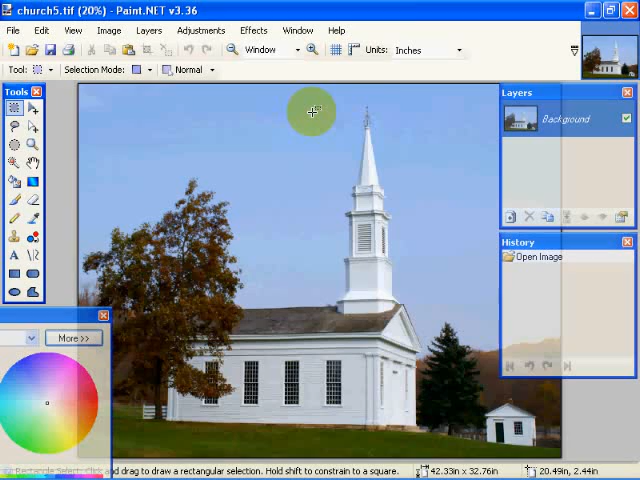 church5.tif (20%) - Paint.NET v3.36
File Edit View Image Layers Adjustments Effects Window Help
Window Units: Inches
Tool: Selection Mode: Normal
Tools
Layers
Background
History
Open Image
More >>
Rectangle Select: Click and drag to draw a rectangular selection. Hold shift to constrain to a square. 42.33in x 32.76in 20.49in, 2.44in